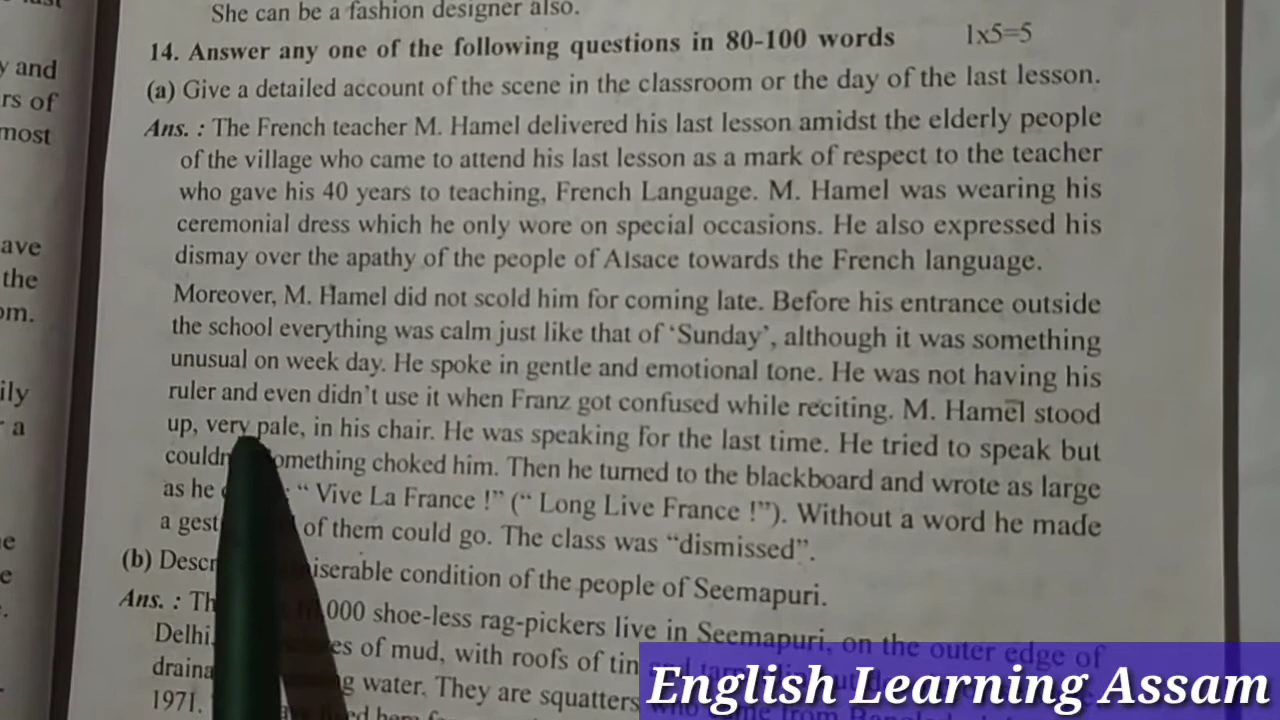 She can be a fashion designer also.
14. Answer any one of the following questions in 80-100 words 1x5=5
(a) Give a detailed account of the scene in the classroom or the day of the last lesson.
Ans. : The French teacher M. Hamel delivered his last lesson amidst the elderly people
of the village who came to attend his last lesson as a mark of respect to the teacher
who gave his 40 years to teaching, French Language. M. Hamel was wearing his
ceremonial dress which he only wore on special occasions. He also expressed his
dismay over the apathy of the people of Alsace towards the French language.
Moreover, M. Hamel did not scold him for coming late. Before his entrance outside
the school everything was calm just like that of ‘Sunday’, although it was something
unusual on week day. He spoke in gentle and emotional tone. He was not having his
ruler and even didn’t use it when Franz got confused while reciting. M. Hamel stood
up, very pale, in his chair. He was speaking for the last time. He tried to speak but
something choked him. Then he turned to the blackboard and wrote as large
as he “ Vive La France !” (“ Long Live France !”). Without a word he made
a of them could go. The class was “dismissed”.
(b) condition of the people of Seemapuri.
Ans. : 000 shoe-less rag-pickers live in Seemapuri, on the outer edge of
Delhi, of mud, with roofs of tin
water. They are squatters
1971.
y and
rs of
most
ave
the
om.
ily
r a
English Learning Assam